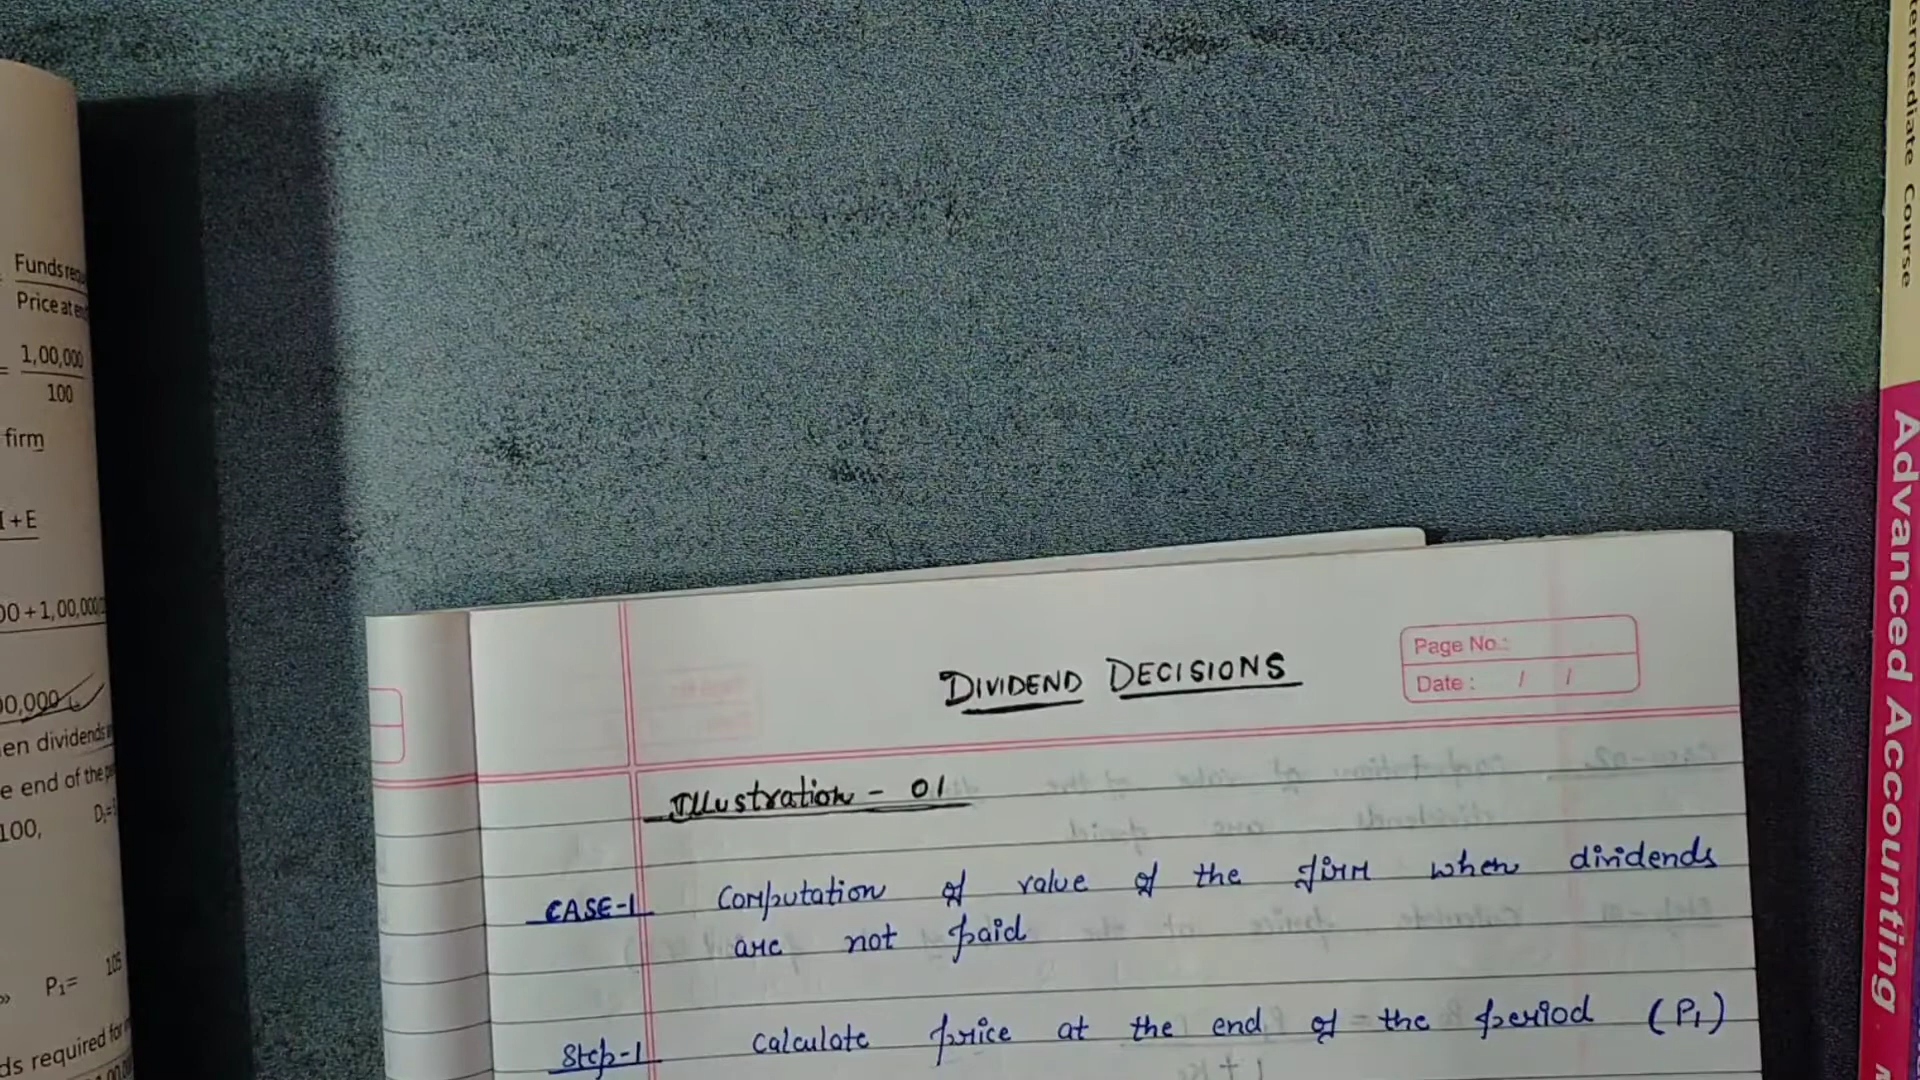 Funds
Price at
= 1,00,000
100
firm
I + E
00 + 1,00,000
00,000
en dividends
e end of the
100, D₁=
P₁= 105
ds required for
DIVIDEND DECISIONS
Page No.:
Date : / /
Illustration - 01
CASE-1 Computation of value of the firm when dividends
are not paid
Step-1 Calculate price at the end of the period (P₁)
termediate Course
Advanced Accounting